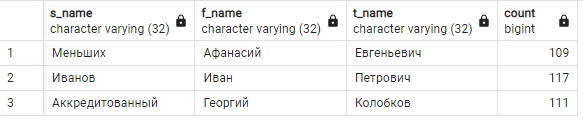 s_name f_name t_name count
character varying (32) character varying (32) character varying (32) bigint
1 Меньших Афанасий Евгеньевич 109
2 Иванов Иван Петрович 117
3 Аккредитованный Георгий Колобков 111